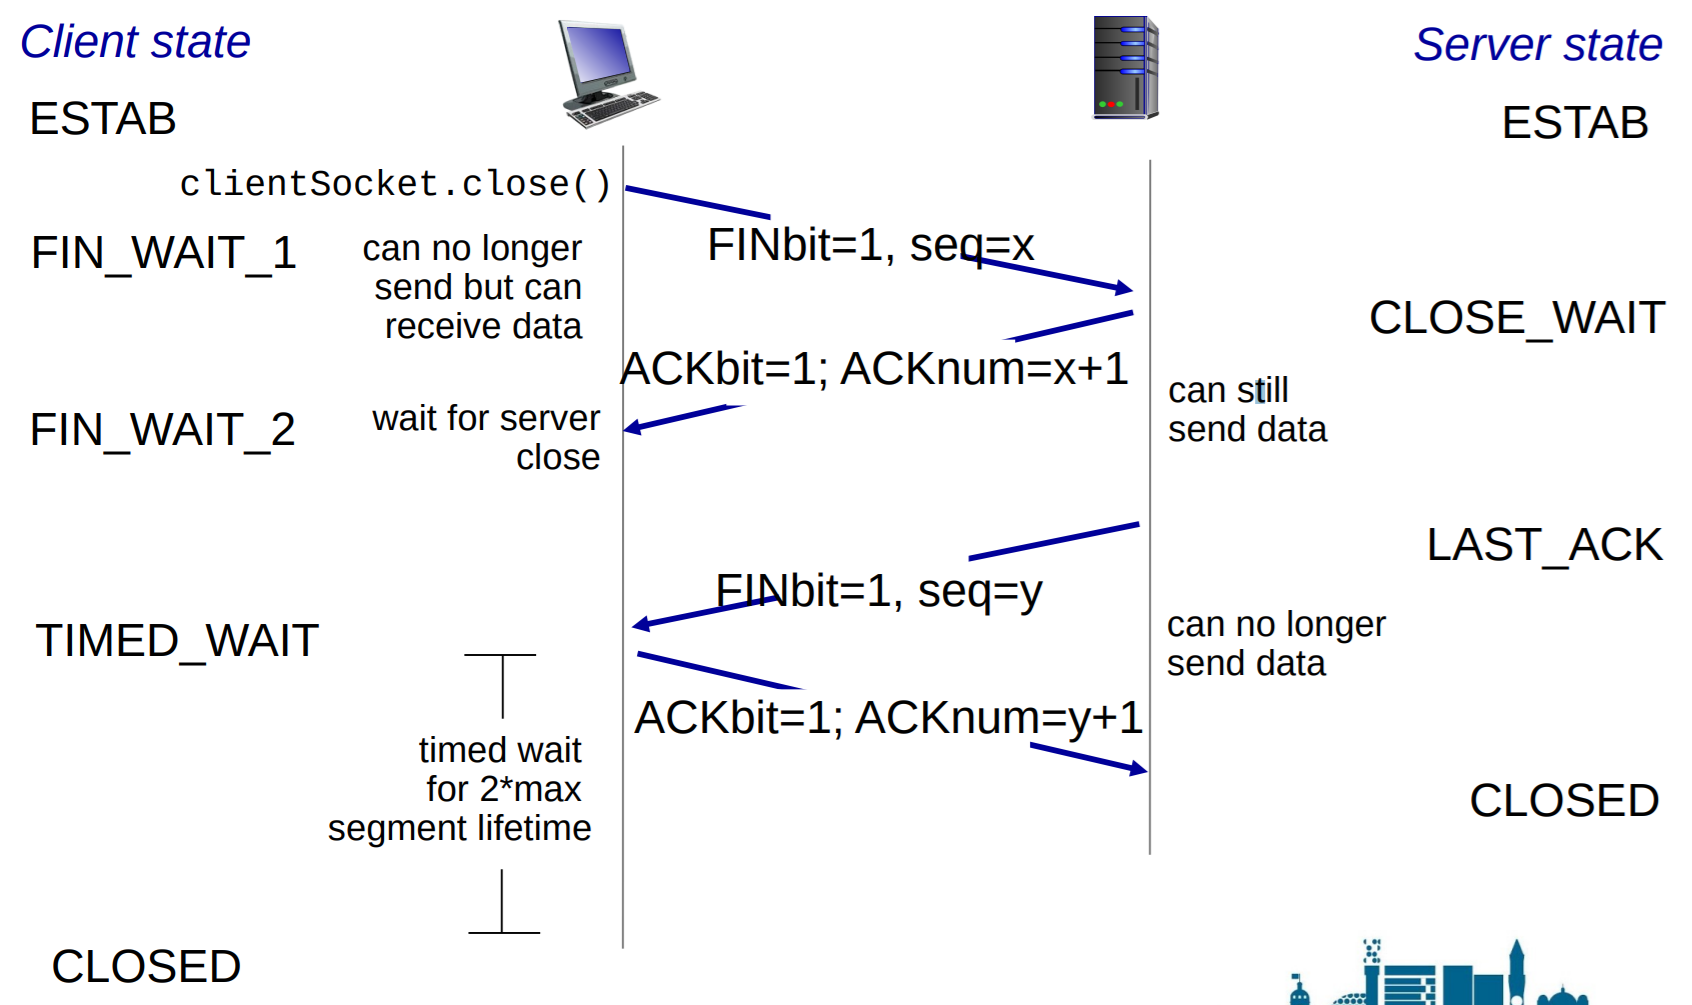 Client state
Server state
ESTAB
ESTAB
clientSocket.close()
FINbit=1, seq=x
FIN_WAIT_1
can no longer
send but can
receive data
CLOSE_WAIT
ACKbit=1; ACKnum=x+1
can still
send data
FIN_WAIT_2
wait for server
close
LAST_ACK
FINbit=1, seq=y
can no longer
send data
TIMED_WAIT
ACKbit=1; ACKnum=y+1
timed wait
for 2*max
segment lifetime
CLOSED
CLOSED